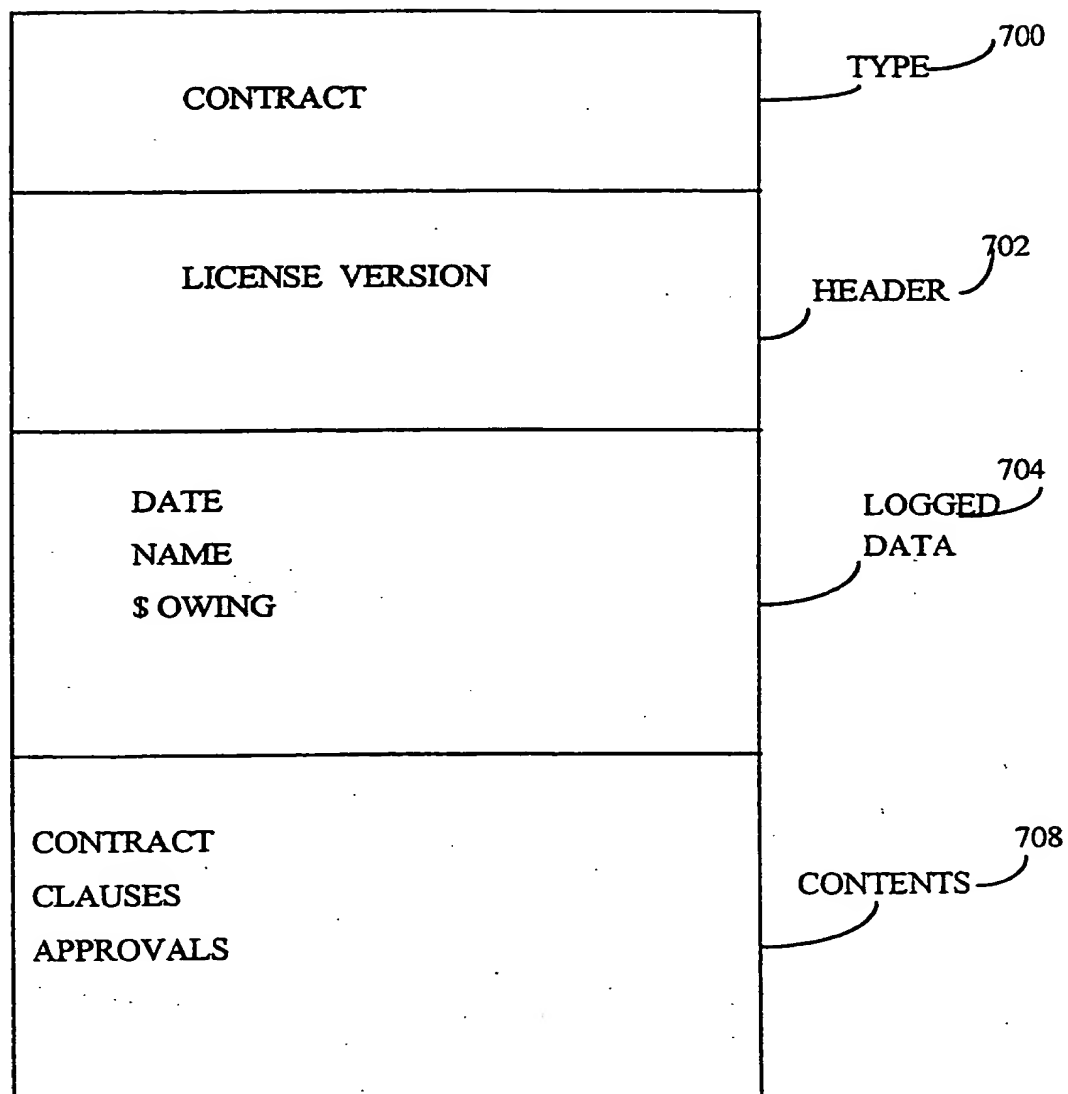 CONTRACT
TYPE
700
LICENSE VERSION
HEADER
702
DATE
NAME
$ OWING
LOGGED
DATA
704
CONTRACT
CLAUSES
APPROVALS
CONTENTS
708